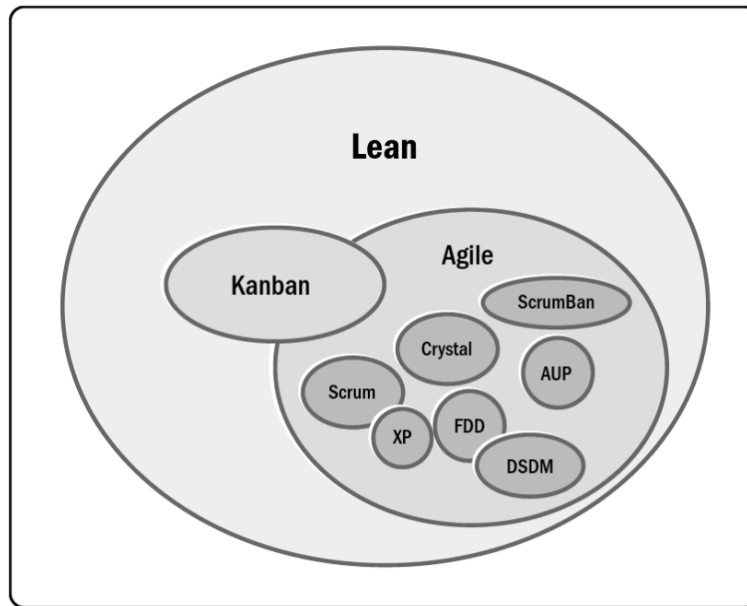 Lean
Agile
Kanban
ScrumBan
Crystal
AUP
Scrum
XP
FDD
DSDM